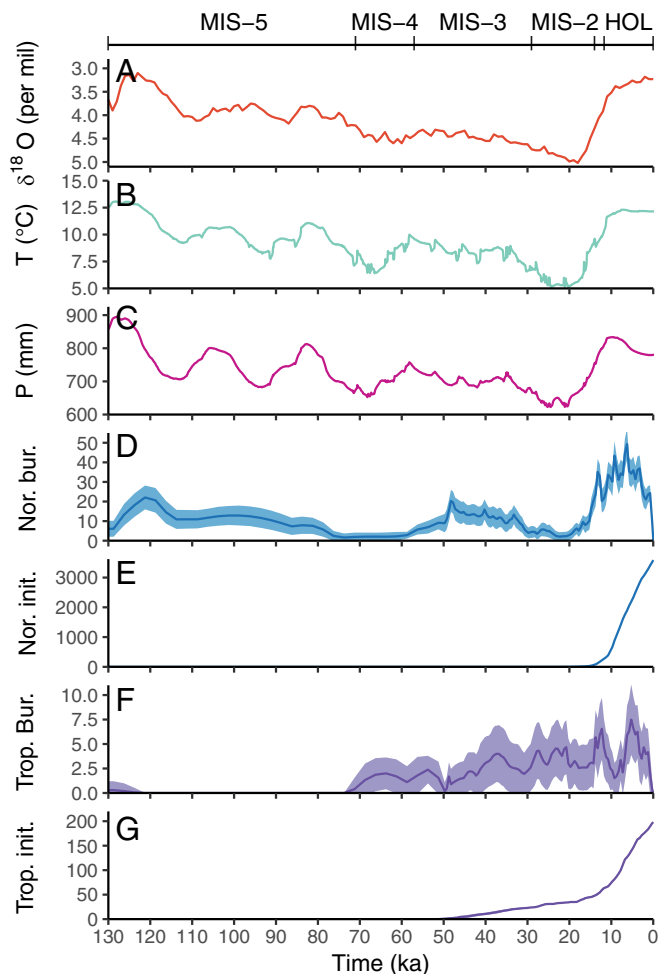 MIS−5 MIS−4 MIS−3 MIS−2 HOL
A
δ18 O (per mil)
3.0
3.5
4.0
4.5
5.0
B
T (°C)
15.0
12.5
10.0
7.5
5.0
C
P (mm)
900
800
700
600
D
Nor. bur.
50
40
30
20
10
0
E
Nor. init.
3000
2000
1000
0
F
Trop. Bur.
10.0
7.5
5.0
2.5
0.0
G
Trop. init.
200
150
100
50
0
130 120 110 100 90 80 70 60 50 40 30 20 10 0
Time (ka)